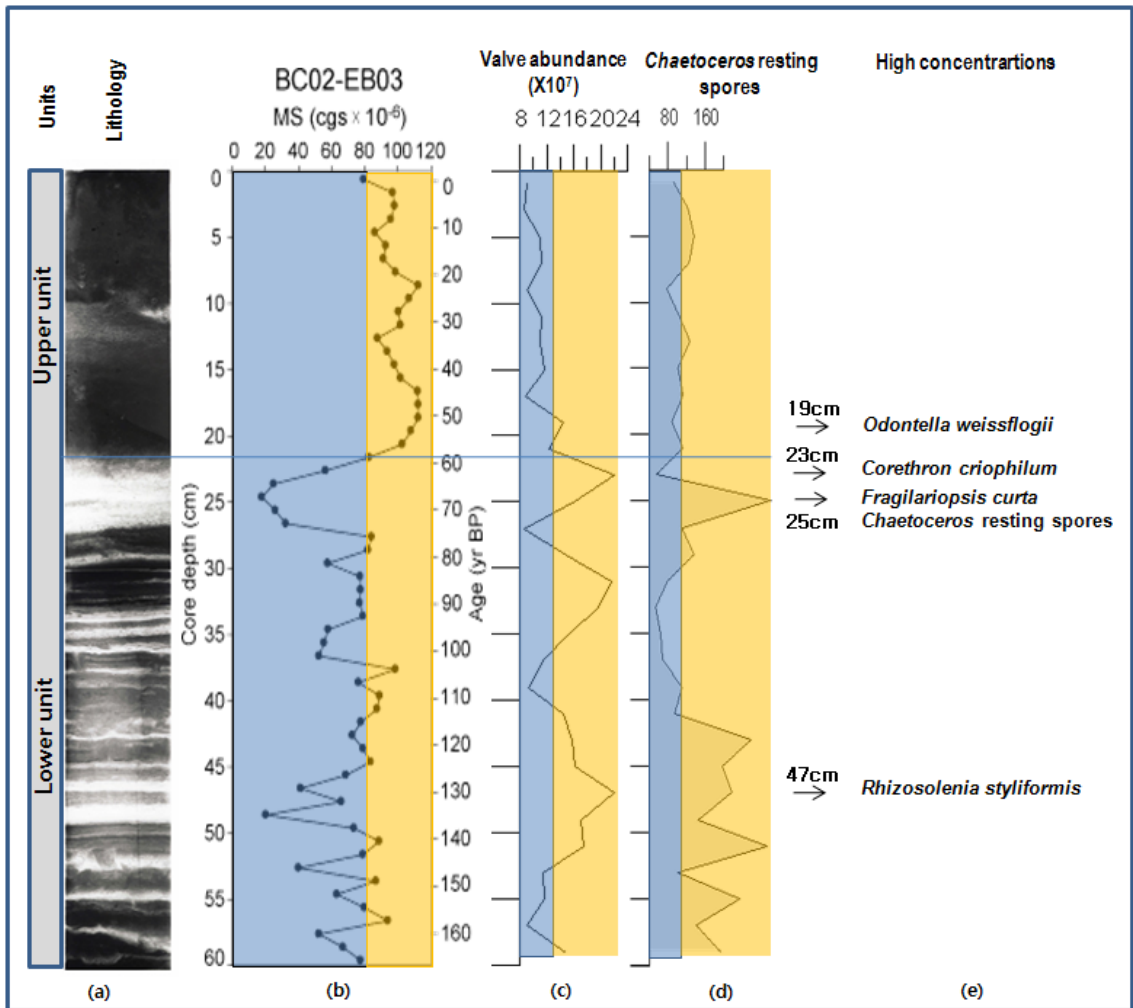 Units
Lithology
BC02-EB03
MS (cgs × 10-6)
0 20 40 60 80 100 120
Valve abundance
(X10⁷)
8 12 16 20 24
Chaetoceros resting
spores
80 160
High concentrartions
Upper unit
Lower unit
Core depth (cm)
0
5
10
15
20
25
30
35
40
45
50
55
60
Age (yr BP)
0
10
20
30
40
50
60
70
80
90
100
110
120
130
140
150
160
19cm
Odontella weissflogii
23cm
Corethron criophilum
Fragilariopsis curta
25cm
Chaetoceros resting spores
47cm
Rhizosolenia styliformis
(a) (b) (c) (d) (e)